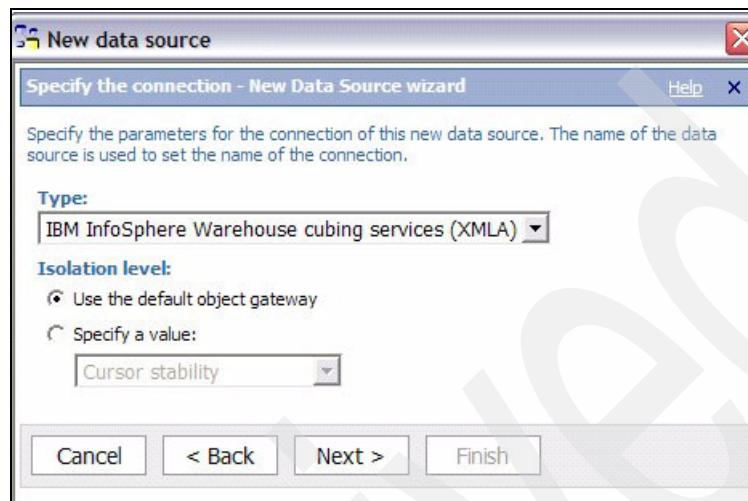 New data source
Specify the connection - New Data Source wizard Help
Specify the parameters for the connection of this new data source. The name of the data
source is used to set the name of the connection.
Type:
IBM InfoSphere Warehouse cubing services (XMLA)
Isolation level:
Use the default object gateway
Specify a value:
Cursor stability
Cancel < Back Next > Finish